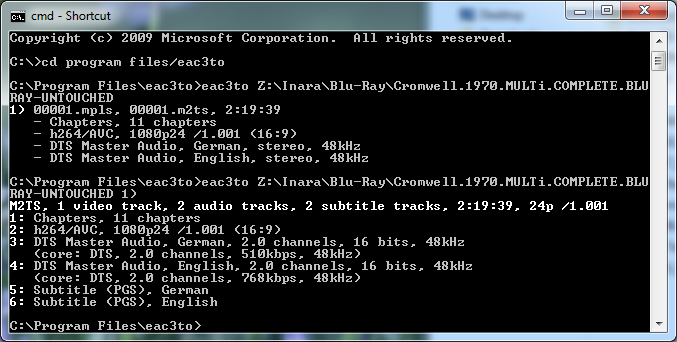 cmd - Shortcut
Desktop
Copyright (c) 2009 Microsoft Corporation.  All rights reserved.
C:\>cd program files/eac3to
C:\Program Files\eac3to>eac3to Z:\Inara\Blu-Ray\Cromwell.1970.MULTi.COMPLETE.BLU
RAY-UNTOUCHED
1) 00001.mpls, 00001.m2ts, 2:19:39
- Chapters, 11 chapters
- h264/AVC, 1080p24 /1.001 (16:9)
- DTS Master Audio, German, stereo, 48kHz
- DTS Master Audio, English, stereo, 48kHz
C:\Program Files\eac3to>eac3to Z:\Inara\Blu-Ray\Cromwell.1970.MULTi.COMPLETE.BLU
RAY-UNTOUCHED 1)
M2TS, 1 video track, 2 audio tracks, 2 subtitle tracks, 2:19:39, 24p /1.001
1: Chapters, 11 chapters
2: h264/AVC, 1080p24 /1.001 (16:9)
3: DTS Master Audio, German, 2.0 channels, 16 bits, 48kHz
(core: DTS, 2.0 channels, 510kbps, 48kHz)
4: DTS Master Audio, English, 2.0 channels, 16 bits, 48kHz
(core: DTS, 2.0 channels, 768kbps, 48kHz)
5: Subtitle (PGS), German
6: Subtitle (PGS), English
C:\Program Files\eac3to>